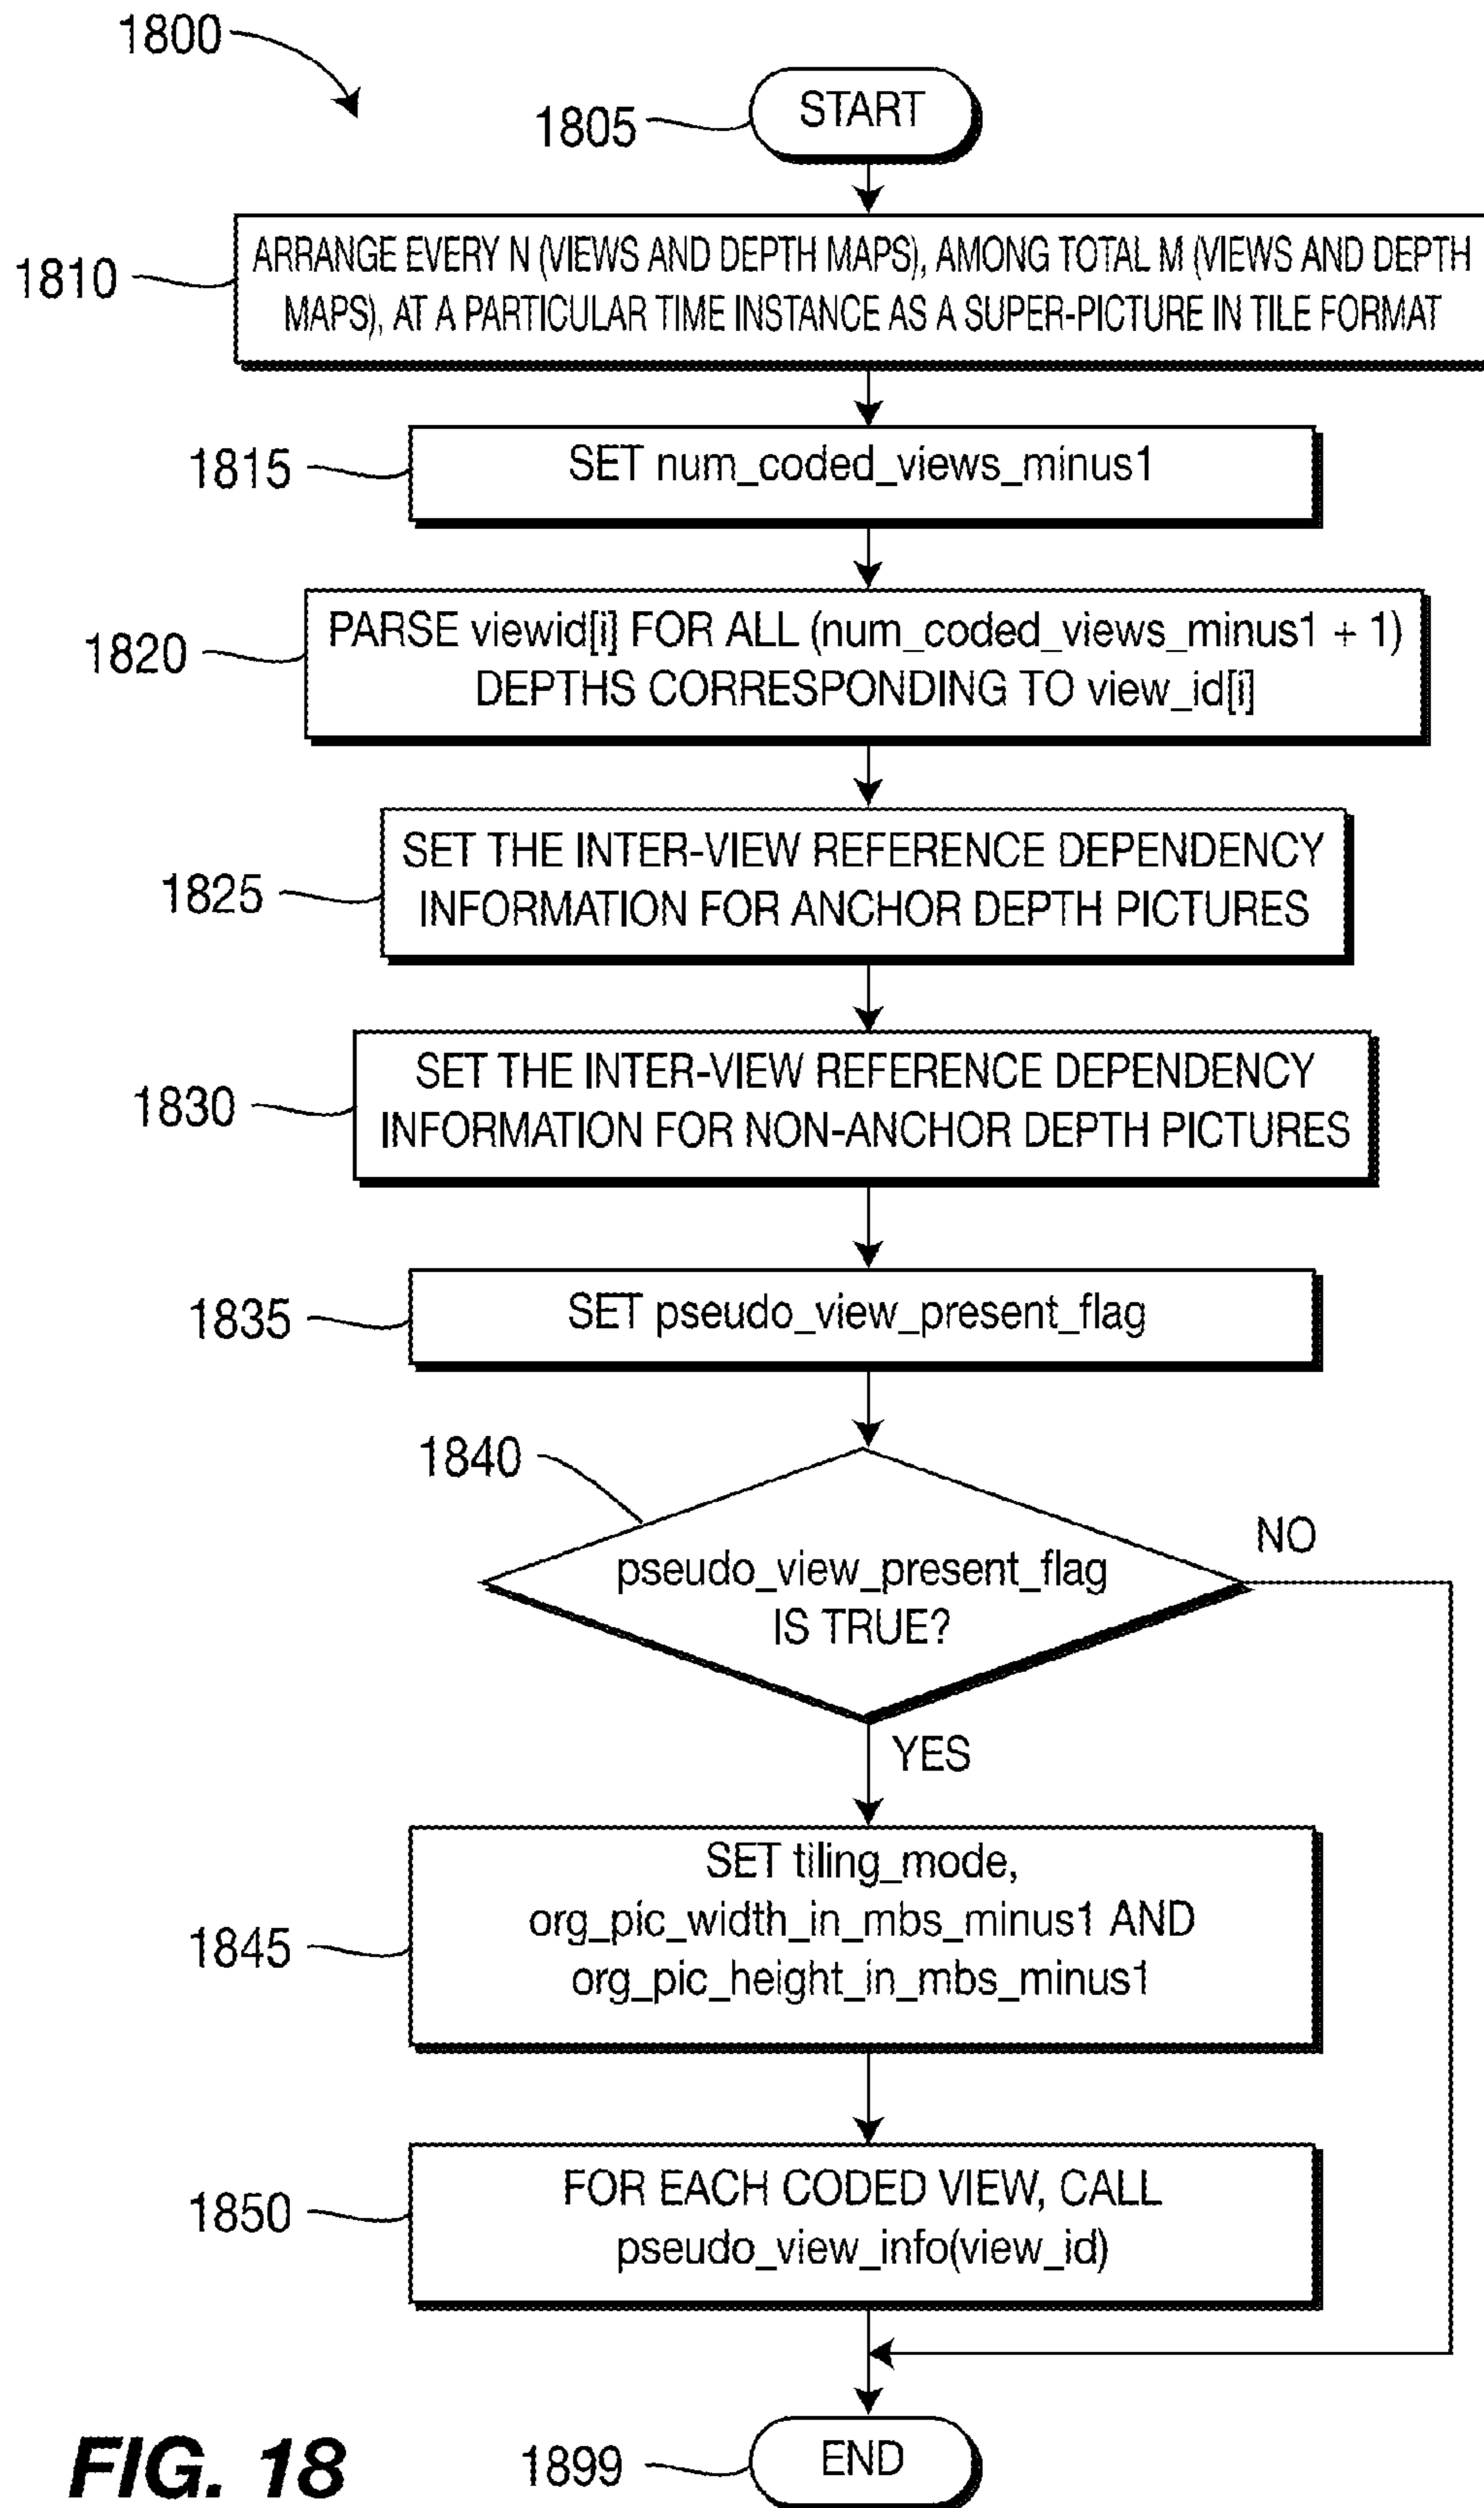 1800
1805
START
1810
ARRANGE EVERY N (VIEWS AND DEPTH MAPS), AMONG TOTAL M (VIEWS AND DEPTH
MAPS), AT A PARTICULAR TIME INSTANCE AS A SUPER-PICTURE IN TILE FORMAT
1815
SET num_coded_views_minus1
1820
PARSE viewid[i] FOR ALL (num_coded_views_minus1 + 1)
DEPTHS CORRESPONDING TO view_id[i]
1825
SET THE INTER-VIEW REFERENCE DEPENDENCY
INFORMATION FOR ANCHOR DEPTH PICTURES
1830
SET THE INTER-VIEW REFERENCE DEPENDENCY
INFORMATION FOR NON-ANCHOR DEPTH PICTURES
1835
SET pseudo_view_present_flag
1840
pseudo_view_present_flag
IS TRUE?
NO
YES
1845
SET tiling_mode,
org_pic_width_in_mbs_minus1 AND
org_pic_height_in_mbs_minus1
1850
FOR EACH CODED VIEW, CALL
pseudo_view_info(view_id)
1899
END
FIG. 18